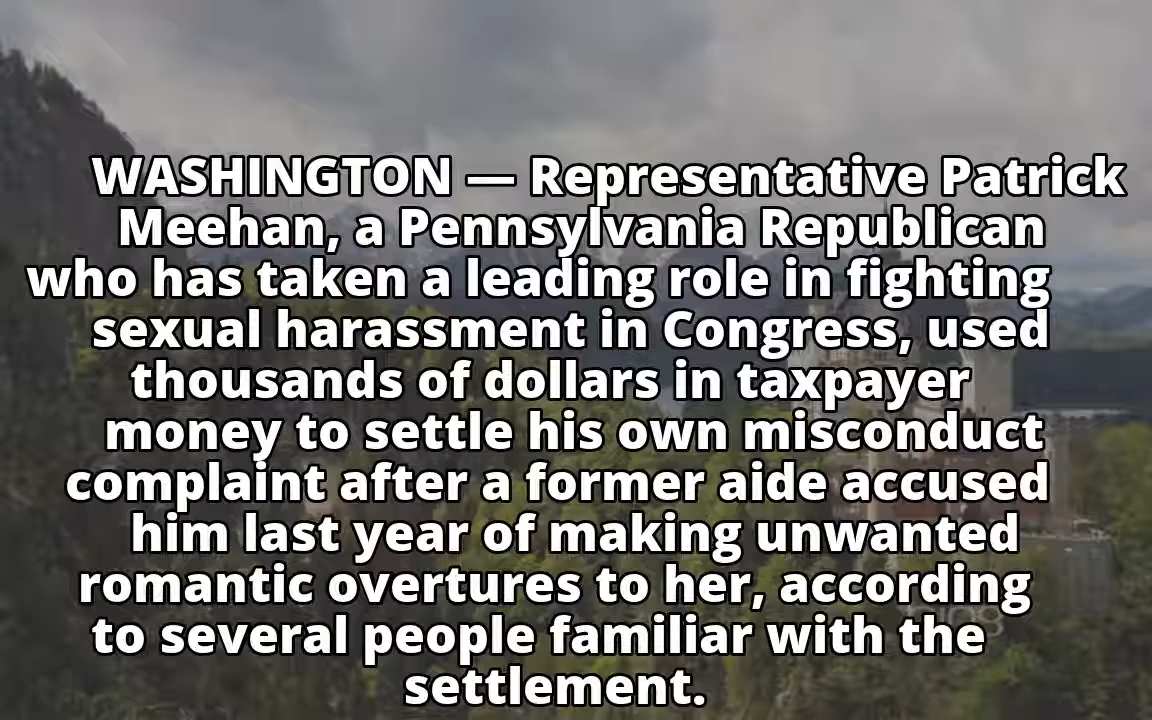 WASHINGTON — Representative Patrick
Meehan, a Pennsylvania Republican
who has taken a leading role in fighting
sexual harassment in Congress, used
thousands of dollars in taxpayer
money to settle his own misconduct
complaint after a former aide accused
him last year of making unwanted
romantic overtures to her, according
to several people familiar with the
settlement.